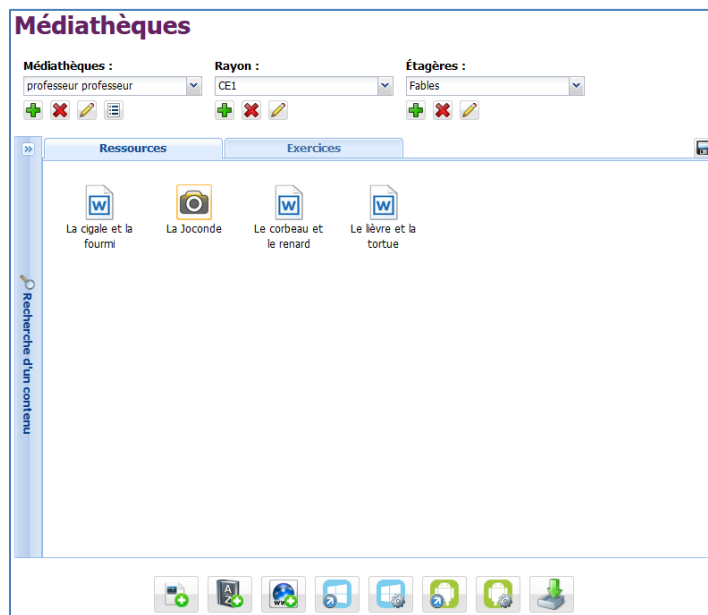 Médiathèques
Médiathèques : Rayon : Étagères :
professeur professeur CE1 Fables
Ressources Exercices
Recherche d'un contenu
W W W
La cigale et la fourmi
La Joconde
Le corbeau et le renard
Le lièvre et la tortue
A
Z